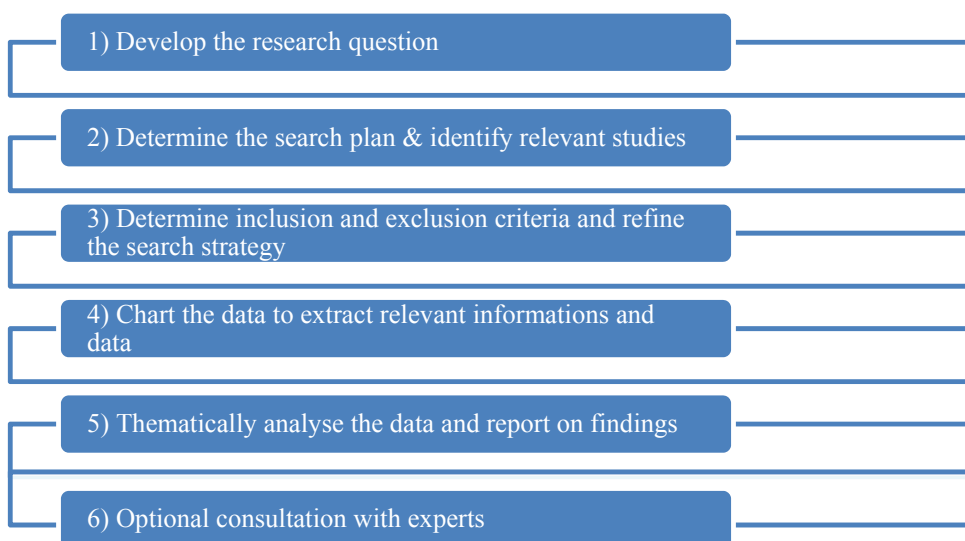 1) Develop the research question
2) Determine the search plan & identify relevant studies
3) Determine inclusion and exclusion criteria and refine
the search strategy
4) Chart the data to extract relevant informations and
data
5) Thematically analyse the data and report on findings
6) Optional consultation with experts